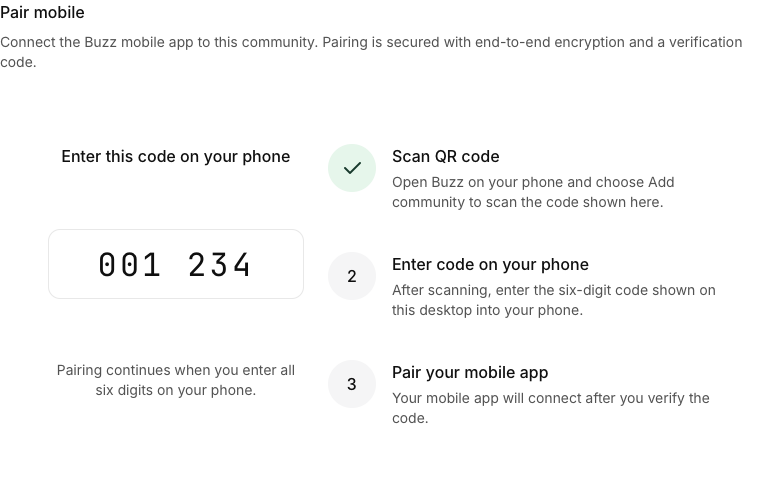 Pair mobile
Connect the Buzz mobile app to this community. Pairing is secured with end-to-end encryption and a verification
code.
Enter this code on your phone
001 234
Pairing continues when you enter all
six digits on your phone.
Scan QR code
Open Buzz on your phone and choose Add
community to scan the code shown here.
2
Enter code on your phone
After scanning, enter the six-digit code shown on
this desktop into your phone.
3
Pair your mobile app
Your mobile app will connect after you verify the
code.